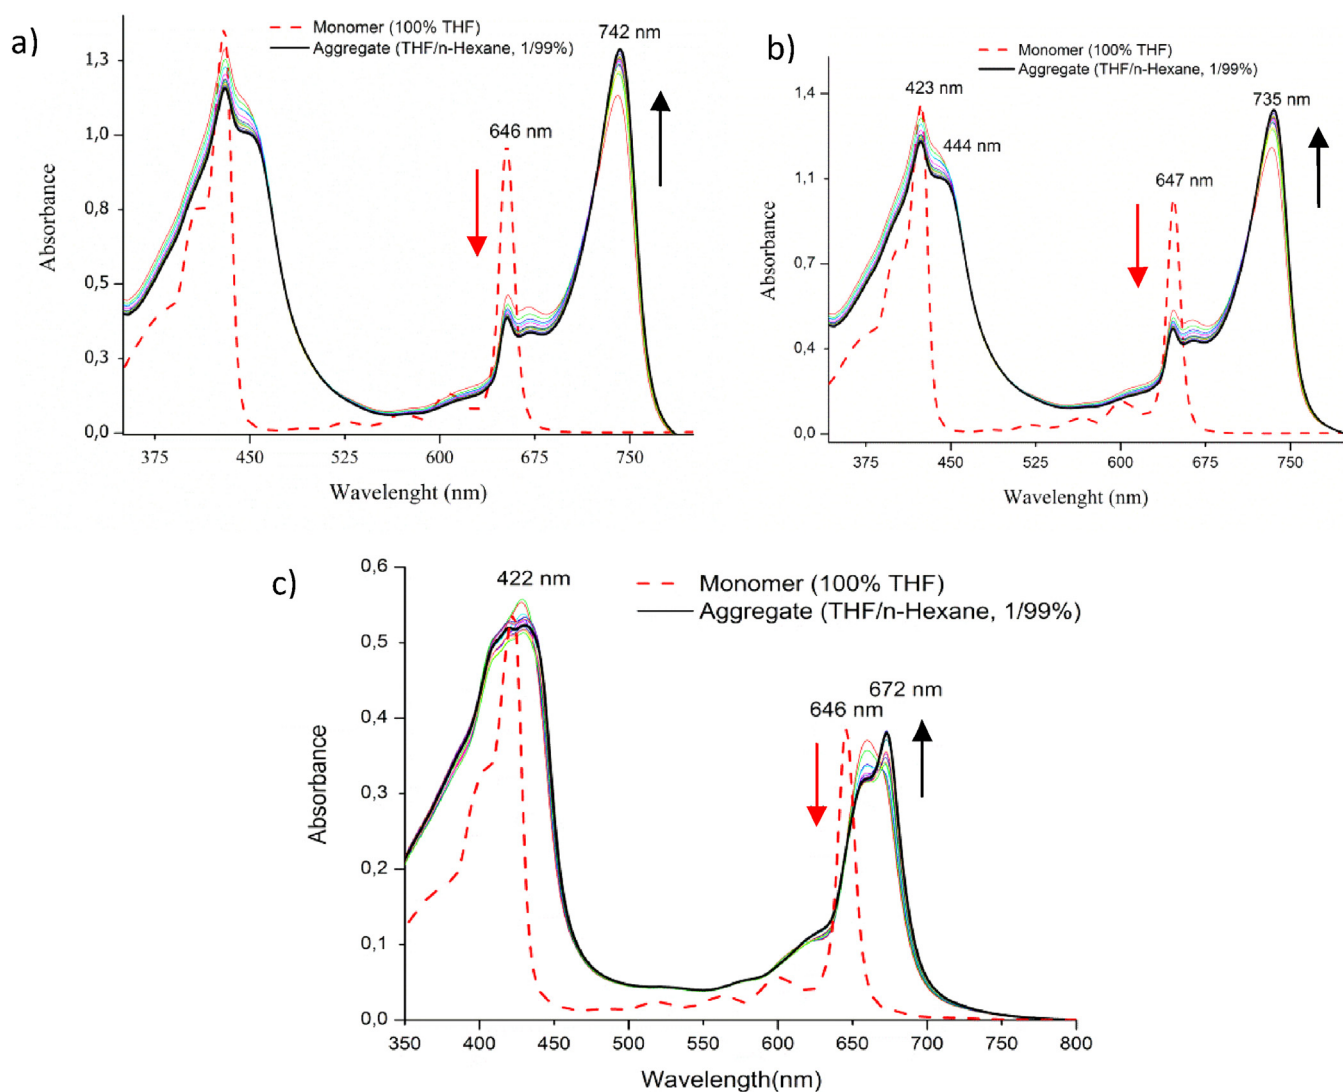 a)
Monomer (100% THF)
Aggregate (THF/n-Hexane, 1/99%)
742 nm
646 nm
1,3
1,0
0,8
0,5
0,3
0,0
Absorbance
375
450
525
600
675
750
Wavelenght (nm)
b)
Monomer (100% THF)
Aggregate (THF/n-Hexane, 1/99%)
423 nm
444 nm
647 nm
735 nm
1,4
1,1
0,7
0,4
0,0
Absorbance
375
450
525
600
675
750
Wavelenght (nm)
c)
422 nm
Monomer (100% THF)
Aggregate (THF/n-Hexane, 1/99%)
672 nm
646 nm
0,6
0,5
0,4
0,3
0,2
0,1
0,0
Absorbance
350
400
450
500
550
600
650
700
750
800
Wavelength(nm)